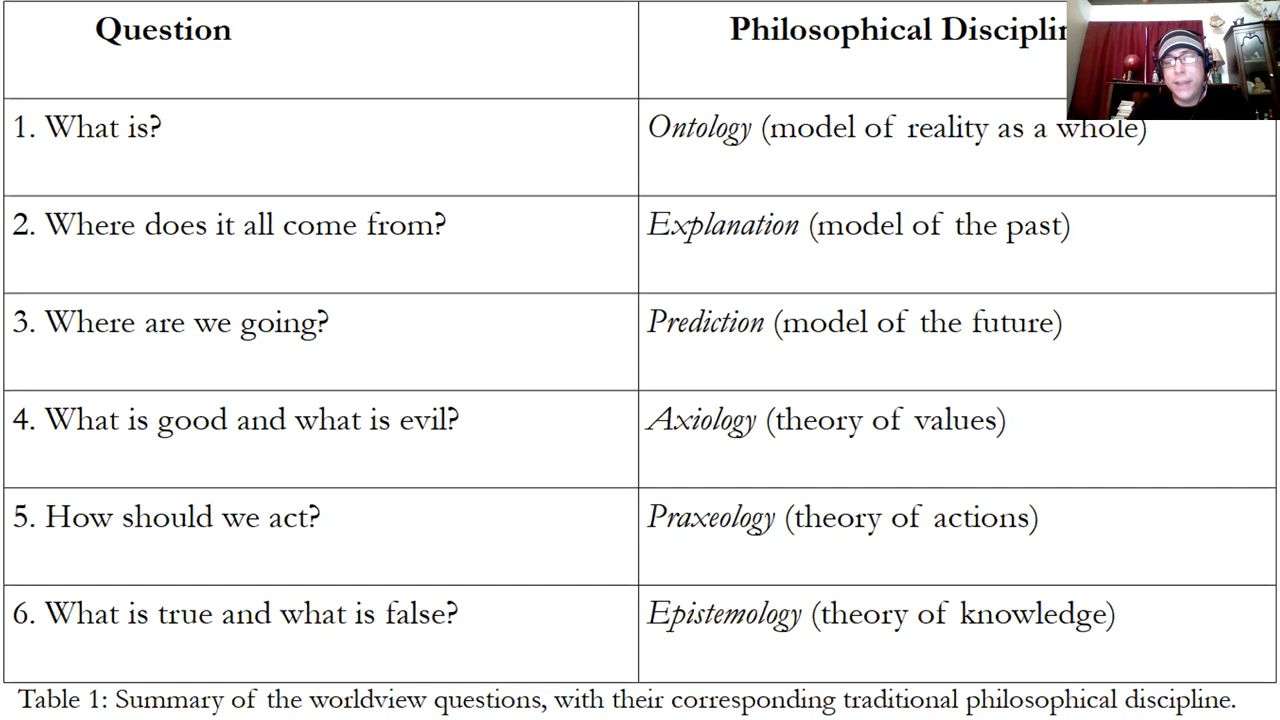 Question Philosophical
1. What is? Ontology (model of reality as a whole)
2. Where does it all come from? Explanation (model of the past)
3. Where are we going? Prediction (model of the future)
4. What is good and what is evil? Axiology (theory of values)
5. How should we act? Praxeology (theory of actions)
6. What is true and what is false? Epistemology (theory of knowledge)
Table 1: Summary of the worldview questions, with their corresponding traditional philosophical discipline.